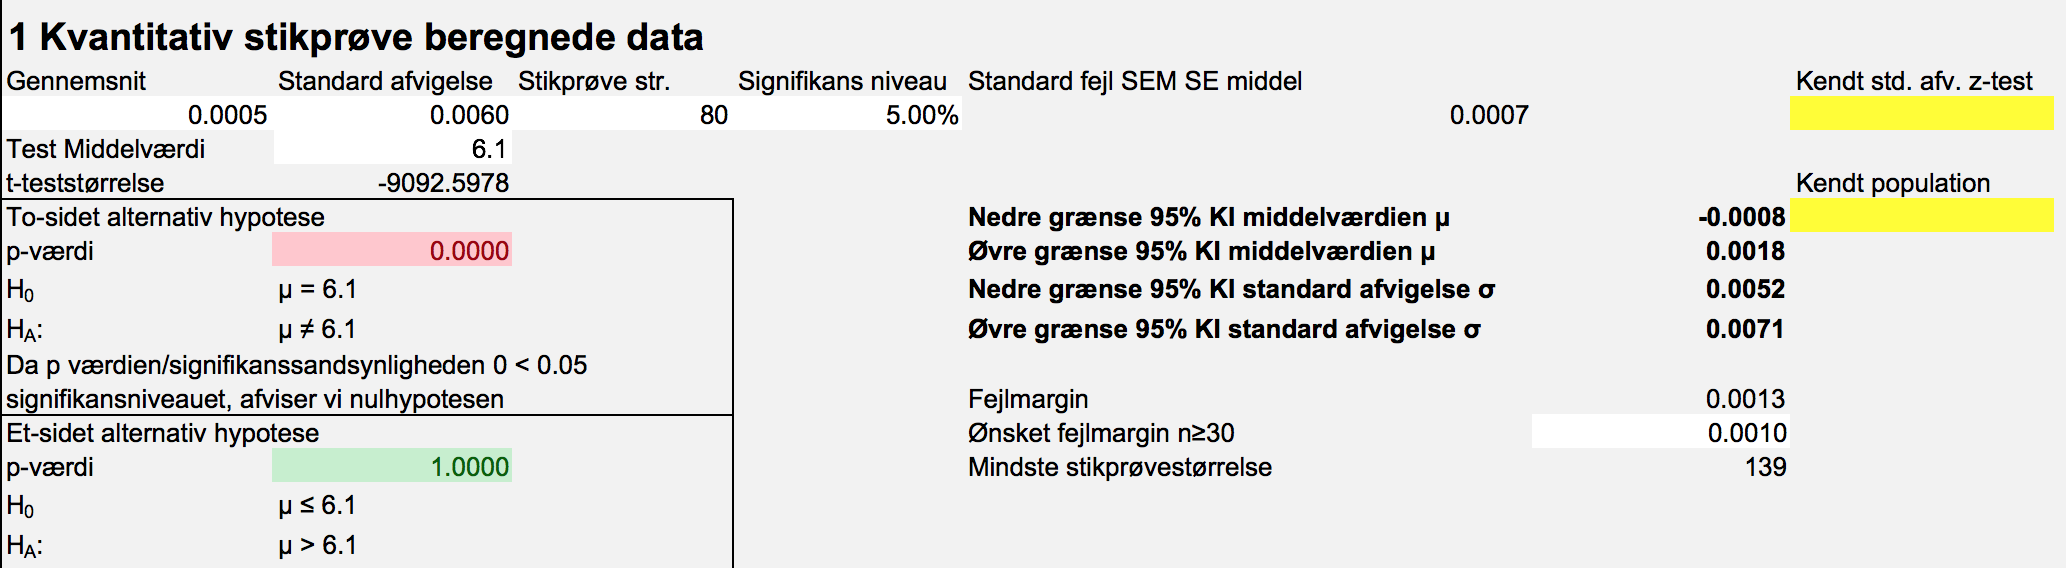 1 Kvantitativ stikprøve beregnede data
Gennemsnit Standard afvigelse Stikprøve str. Signifikans niveau Standard fejl SEM SE middel Kendt std. afv. z-test
0.0005 0.0060 80 5.00% 0.0007
Test Middelværdi 6.1
t-teststørrelse -9092.5978 Kendt population
To-sidet alternativ hypotese Nedre grænse 95% KI middelværdien μ -0.0008
p-værdi 0.0000 Øvre grænse 95% KI middelværdien μ 0.0018
H₀ μ = 6.1 Nedre grænse 95% KI standard afvigelse σ 0.0052
Hᴀ: μ ≠ 6.1 Øvre grænse 95% KI standard afvigelse σ 0.0071
Da p værdien/signifikanssandsynligheden 0 < 0.05
signifikansniveauet, afviser vi nulhypotesen Fejlmargin 0.0013
Et-sidet alternativ hypotese Ønsket fejlmargin n≥30 0.0010
p-værdi 1.0000 Mindste stikprøvestørrelse 139
H₀ μ ≤ 6.1
Hᴀ: μ > 6.1